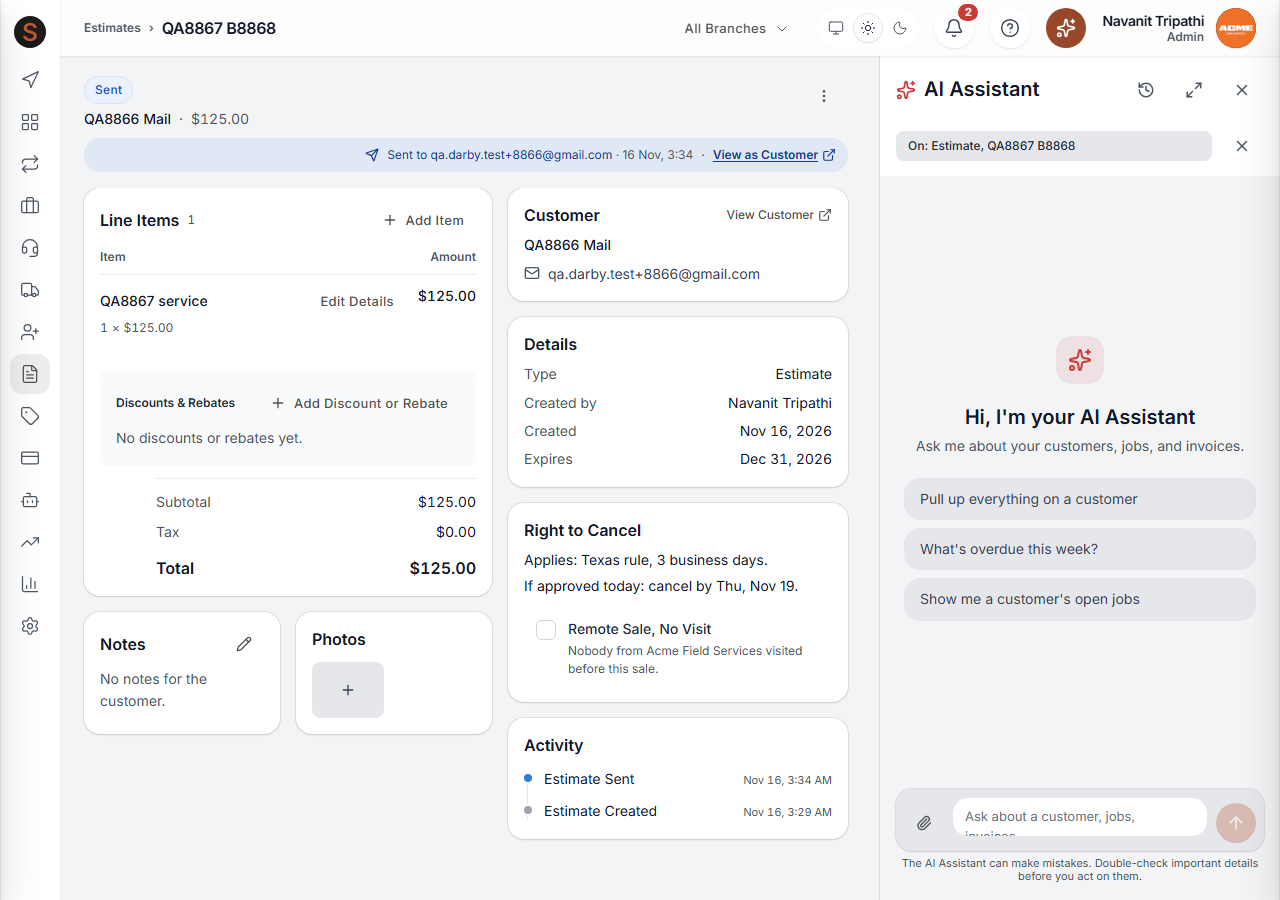 S
Estimates › QA8867 B8868
All Branches
2
Navanit Tripathi
Admin
ACME
Sent
QA8866 Mail · $125.00
Sent to qa.darby.test+8866@gmail.com · 16 Nov, 3:34 · View as Customer
Line Items 1
+ Add Item
Item Amount
QA8867 service Edit Details $125.00
1 × $125.00
Discounts & Rebates + Add Discount or Rebate
No discounts or rebates yet.
Subtotal $125.00
Tax $0.00
Total $125.00
Notes
No notes for the
customer.
Photos
+
Customer View Customer
QA8866 Mail
qa.darby.test+8866@gmail.com
Details
Type Estimate
Created by Navanit Tripathi
Created Nov 16, 2026
Expires Dec 31, 2026
Right to Cancel
Applies: Texas rule, 3 business days.
If approved today: cancel by Thu, Nov 19.
Remote Sale, No Visit
Nobody from Acme Field Services visited
before this sale.
Activity
Estimate Sent Nov 16, 3:34 AM
Estimate Created Nov 16, 3:29 AM
AI Assistant
On: Estimate, QA8867 B8868
Hi, I'm your AI Assistant
Ask me about your customers, jobs, and invoices.
Pull up everything on a customer
What's overdue this week?
Show me a customer's open jobs
Ask about a customer, jobs,
invoices
The AI Assistant can make mistakes. Double-check important details
before you act on them.